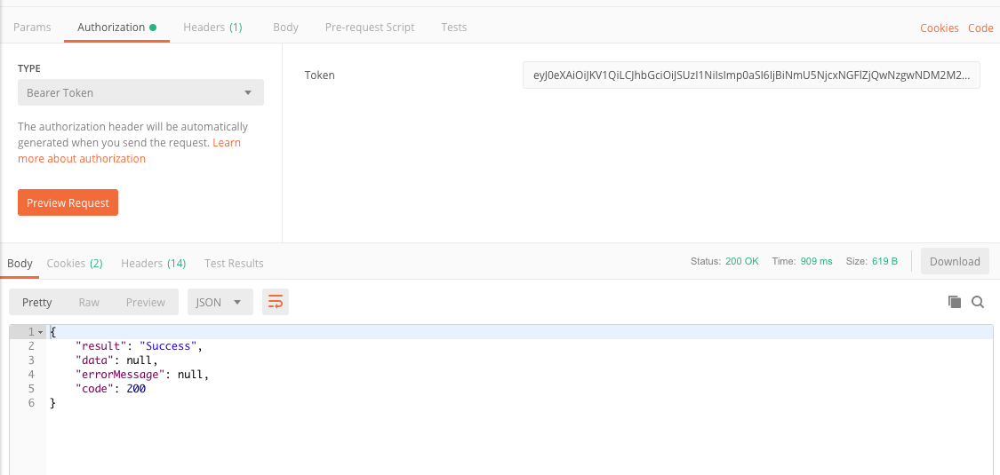 Params Authorization Headers (1) Body Pre-request Script Tests Cookies Code
TYPE
Bearer Token
The authorization header will be automatically
generated when you send the request. Learn
more about authorization
Preview Request
Token eyJ0eXAiOiJKV1QiLCJhbGciOiJSUzI1NiIsImp0aSI6IjBiNmU5NjcxNGFlZjQwNzgwNDM2M2...
Body Cookies (2) Headers (14) Test Results Status: 200 OK Time: 909 ms Size: 619 B Download
Pretty Raw Preview JSON
1 {
2 "result": "Success",
3 "data": null,
4 "errorMessage": null,
5 "code": 200
6 }